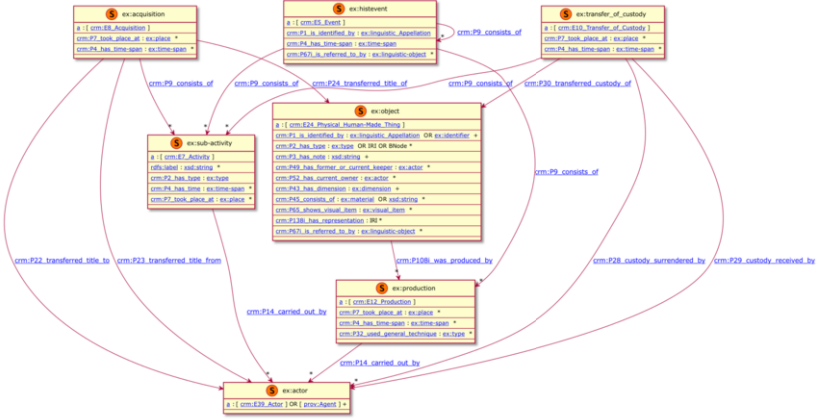 S ex:acquisition
a : [ crm:E8_Acquisition ]
crm:P7_took_place_at : ex:place *
crm:P4_has_time-span : ex:time-span *
S ex:histevent
a : [ crm:E5_Event ]
crm:P1_is_identified_by : ex:linguistic_Appellation
crm:P4_has_time-span : ex:time-span
crm:P67i_is_referred_to_by : ex:linguistic-object *
S ex:transfer_of_custody
a : [ crm:E10_Transfer_of_Custody ]
crm:P7_took_place_at : ex:place *
crm:P4_has_time-span : ex:time-span *
crm:P9_consists_of
*
crm:P9_consists_of
crm:P9_consists_of
crm:P24_transferred_title_of
crm:P9_consists_of
crm:P30_transferred_custody_of
* * *
S ex:sub-activity
a : [ crm:E7_Activity ]
rdfs:label : xsd:string *
crm:P2_has_type : ex:type
crm:P4_has_time : ex:time-span *
crm:P7_took_place_at : ex:place *
S ex:object
a : [ crm:E24_Physical_Human-Made_Thing ]
crm:P1_is_identified_by : ex:linguistic_Appellation OR ex:identifier +
crm:P2_has_type : ex:type OR IRI OR BNode *
crm:P3_has_note : xsd:string +
crm:P49_has_former_or_current_keeper : ex:actor *
crm:P52_has_current_owner : ex:actor *
crm:P43_has_dimension : ex:dimension +
crm:P45_consists_of : ex:material OR xsd:string *
crm:P65_shows_visual_item : ex:visual_item *
crm:P138i_has_representation : IRI *
crm:P67i_is_referred_to_by : ex:linguistic-object *
crm:P9_consists_of
crm:P22_transferred_title_to
crm:P23_transferred_title_from
crm:P108i_was_produced_by
crm:P28_custody_surrendered_by
crm:P29_custody_received_by
* *
S ex:production
a : [ crm:E12_Production ]
crm:P7_took_place_at : ex:place *
crm:P4_has_time-span : ex:time-span *
crm:P32_used_general_technique : ex:type *
crm:P14_carried_out_by
crm:P14_carried_out_by
* * *
S ex:actor
a : [ crm:E39_Actor ] OR [ prov:Agent ] +